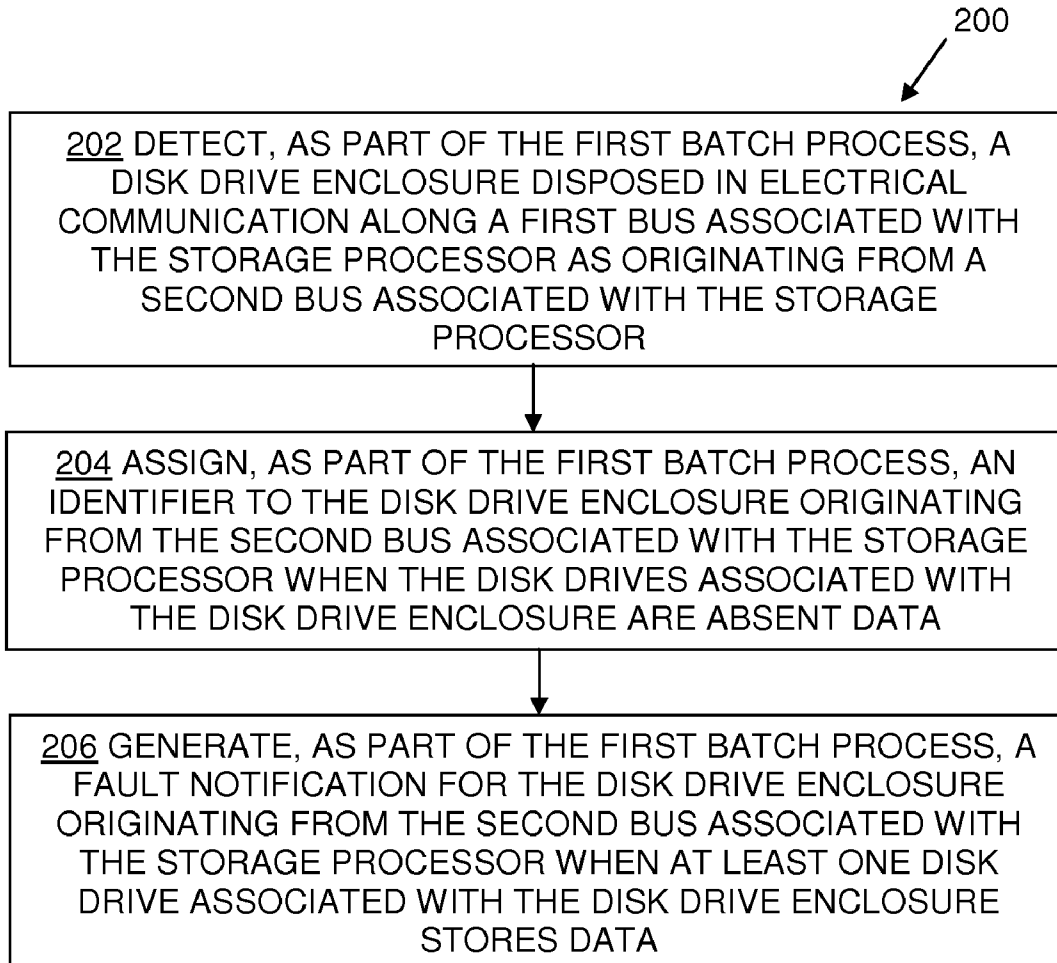 200
202 DETECT, AS PART OF THE FIRST BATCH PROCESS, A
DISK DRIVE ENCLOSURE DISPOSED IN ELECTRICAL
COMMUNICATION ALONG A FIRST BUS ASSOCIATED WITH
THE STORAGE PROCESSOR AS ORIGINATING FROM A
SECOND BUS ASSOCIATED WITH THE STORAGE
PROCESSOR
204 ASSIGN, AS PART OF THE FIRST BATCH PROCESS, AN
IDENTIFIER TO THE DISK DRIVE ENCLOSURE ORIGINATING
FROM THE SECOND BUS ASSOCIATED WITH THE STORAGE
PROCESSOR WHEN THE DISK DRIVES ASSOCIATED WITH
THE DISK DRIVE ENCLOSURE ARE ABSENT DATA
206 GENERATE, AS PART OF THE FIRST BATCH PROCESS, A
FAULT NOTIFICATION FOR THE DISK DRIVE ENCLOSURE
ORIGINATING FROM THE SECOND BUS ASSOCIATED WITH
THE STORAGE PROCESSOR WHEN AT LEAST ONE DISK
DRIVE ASSOCIATED WITH THE DISK DRIVE ENCLOSURE
STORES DATA